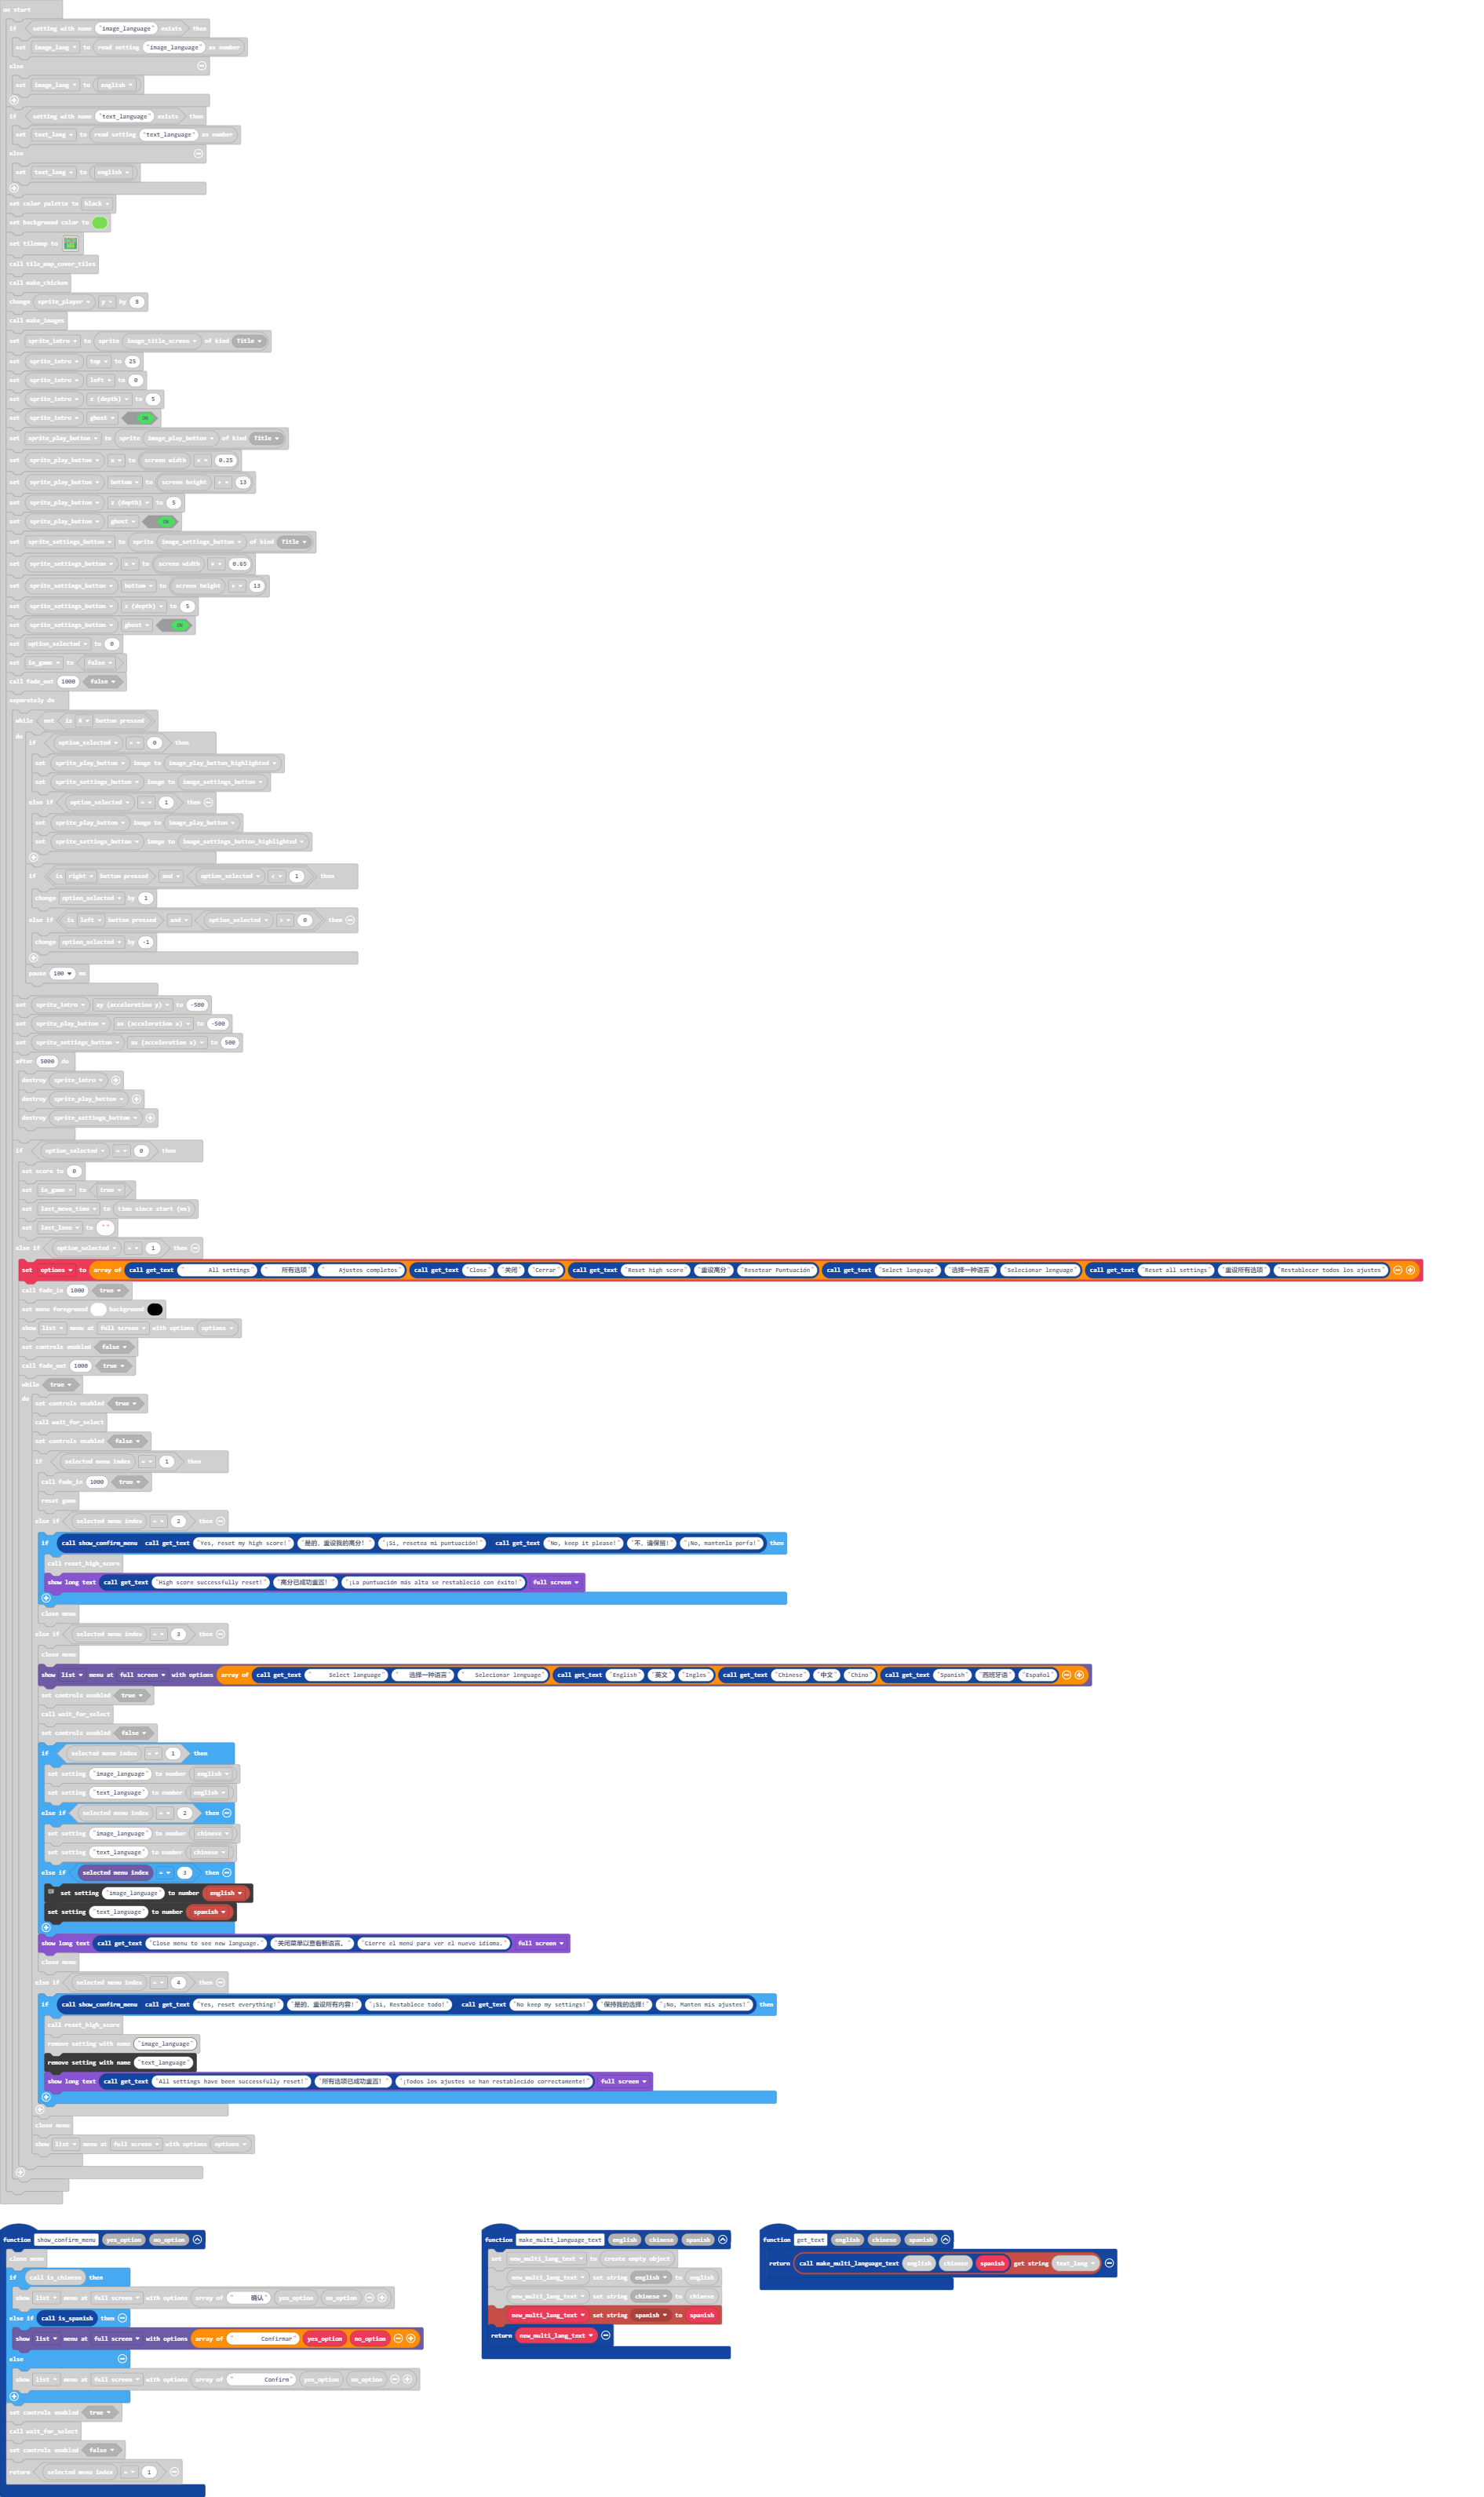 on start
if setting with name "image_language" exists then
set image_lang to read setting "image_language" as number
else
set image_lang to english
if setting with name "text_language" exists then
set text_lang to read setting "text_language" as number
else
set text_lang to english
set color palette to black
set background color to
set tilemap to
call tile_map_cover_tiles
call make_chicken
change sprite_player y by 8
call make_images
set sprite_intro to sprite image_title_screen of kind Title
set sprite_intro top to 25
set sprite_intro left to 0
set sprite_intro z (depth) to 5
set sprite_intro ghost ON
set sprite_play_button to sprite image_play_button of kind Title
set sprite_play_button x to screen width × 0.25
set sprite_play_button bottom to screen height - 13
set sprite_play_button z (depth) to 5
set sprite_play_button ghost ON
set sprite_settings_button to sprite image_settings_button of kind Title
set sprite_settings_button x to screen width × 0.65
set sprite_settings_button bottom to screen height - 13
set sprite_settings_button z (depth) to 5
set sprite_settings_button ghost ON
set option_selected to 0
set in_game to false
call fade_out 1000 false
separately do
while not is A button pressed
do if option_selected = 0 then
set sprite_play_button image to image_play_button_highlighted
set sprite_settings_button image to image_settings_button
else if option_selected = 1 then
set sprite_play_button image to image_play_button
set sprite_settings_button image to image_settings_button_highlighted
if is right button pressed and option_selected < 1 then
change option_selected by 1
else if is left button pressed and option_selected > 0 then
change option_selected by -1
pause 100 ms
set sprite_intro ay (acceleration y) to -500
set sprite_play_button ax (acceleration x) to -500
set sprite_settings_button ax (acceleration x) to 500
after 5000 do
destroy sprite_intro
destroy sprite_play_button
destroy sprite_settings_button
if option_selected = 0 then
set score to 0
set in_game to true
set last_move_time to time since start (ms)
set last_lane to " "
else if option_selected = 1 then
set options to array of call get_text " All settings" " 所有选项" " Ajustes completos" call get_text "Close" "关闭" "Cerrar" call get_text "Reset high score" "重设高分" "Resetear Puntuación" call get_text "Select language" "选择一种语言" "Selecionar lenguage" call get_text "Reset all settings" "重设所有选项" "Restablecer todos los ajustes"
call fade_in 1000 true
set menu foreground background
show list menu at full screen with options options
set controls enabled false
call fade_out 1000 true
while true
do set controls enabled true
call wait_for_select
set controls enabled false
if selected menu index = 1 then
call fade_in 1000 true
reset game
else if selected menu index = 2 then
if call show_confirm_menu call get_text "Yes, reset my high score!" "是的，重设我的高分！" "¡Sí, resetea mi puntuación!" call get_text "No, keep it please!" "不，请保留！" "¡No, mantenla porfa!" then
call reset_high_score
show long text call get_text "High score successfully reset!" "高分已成功重设！" "¡La puntuación más alta se restableció con éxito!" full screen
close menu
else if selected menu index = 3 then
close menu
show list menu at full screen with options array of call get_text " Select language" " 选择一种语言" " Selecionar lenguage" call get_text "English" "英文" "Ingles" call get_text "Chinese" "中文" "Chino" call get_text "Spanish" "西班牙语" "Español"
set controls enabled true
call wait_for_select
set controls enabled false
if selected menu index = 1 then
set setting "image_language" to number english
set setting "text_language" to number english
else if selected menu index = 2 then
set setting "image_language" to number chinese
set setting "text_language" to number chinese
else if selected menu index = 3 then
set setting "image_language" to number english
set setting "text_language" to number spanish
show long text call get_text "Close menu to see new language." "关闭菜单以查看新语言。" "Cierre el menú para ver el nuevo idioma." full screen
close menu
else if selected menu index = 4 then
if call show_confirm_menu call get_text "Yes, reset everything!" "是的，重设所有内容！" "¡Sí, Restablece todo!" call get_text "No keep my settings!" "保持我的选择！" "¡No, Manten mis ajustes!" then
call reset_high_score
remove setting with name "image_language"
remove setting with name "text_language"
show long text call get_text "All settings have been successfully reset!" "所有选项已成功重设！" "¡Todos los ajustes se han restablecido correctamente!" full screen
close menu
show list menu at full screen with options options
function show_confirm_menu yes_option no_option
close menu
if call is_chinese then
show list menu at full screen with options array of " 确认" yes_option no_option
else if call is_spanish then
show list menu at full screen with options array of " Confirmar" yes_option no_option
else
show list menu at full screen with options array of " Confirm" yes_option no_option
set controls enabled true
call wait_for_select
set controls enabled false
return selected menu index = 1
function make_multi_language_text english chinese spanish
set new_multi_lang_text to create empty object
new_multi_lang_text set string english to english
new_multi_lang_text set string chinese to chinese
new_multi_lang_text set string spanish to spanish
return new_multi_lang_text
function get_text english chinese spanish
return call make_multi_language_text english chinese spanish get string text_lang